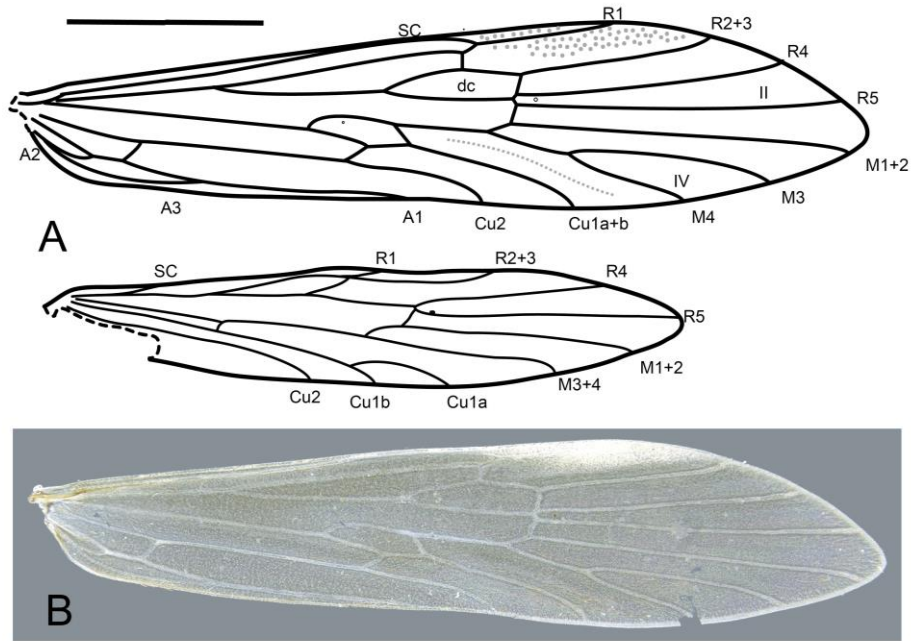 SC R1 R2+3
R4
dc II R5
A2 IV M1+2
A A3 A1 Cu2 Cu1a+b M4 M3
SC R1 R2+3 R4
R5
Cu2 Cu1b Cu1a M3+4 M1+2
B